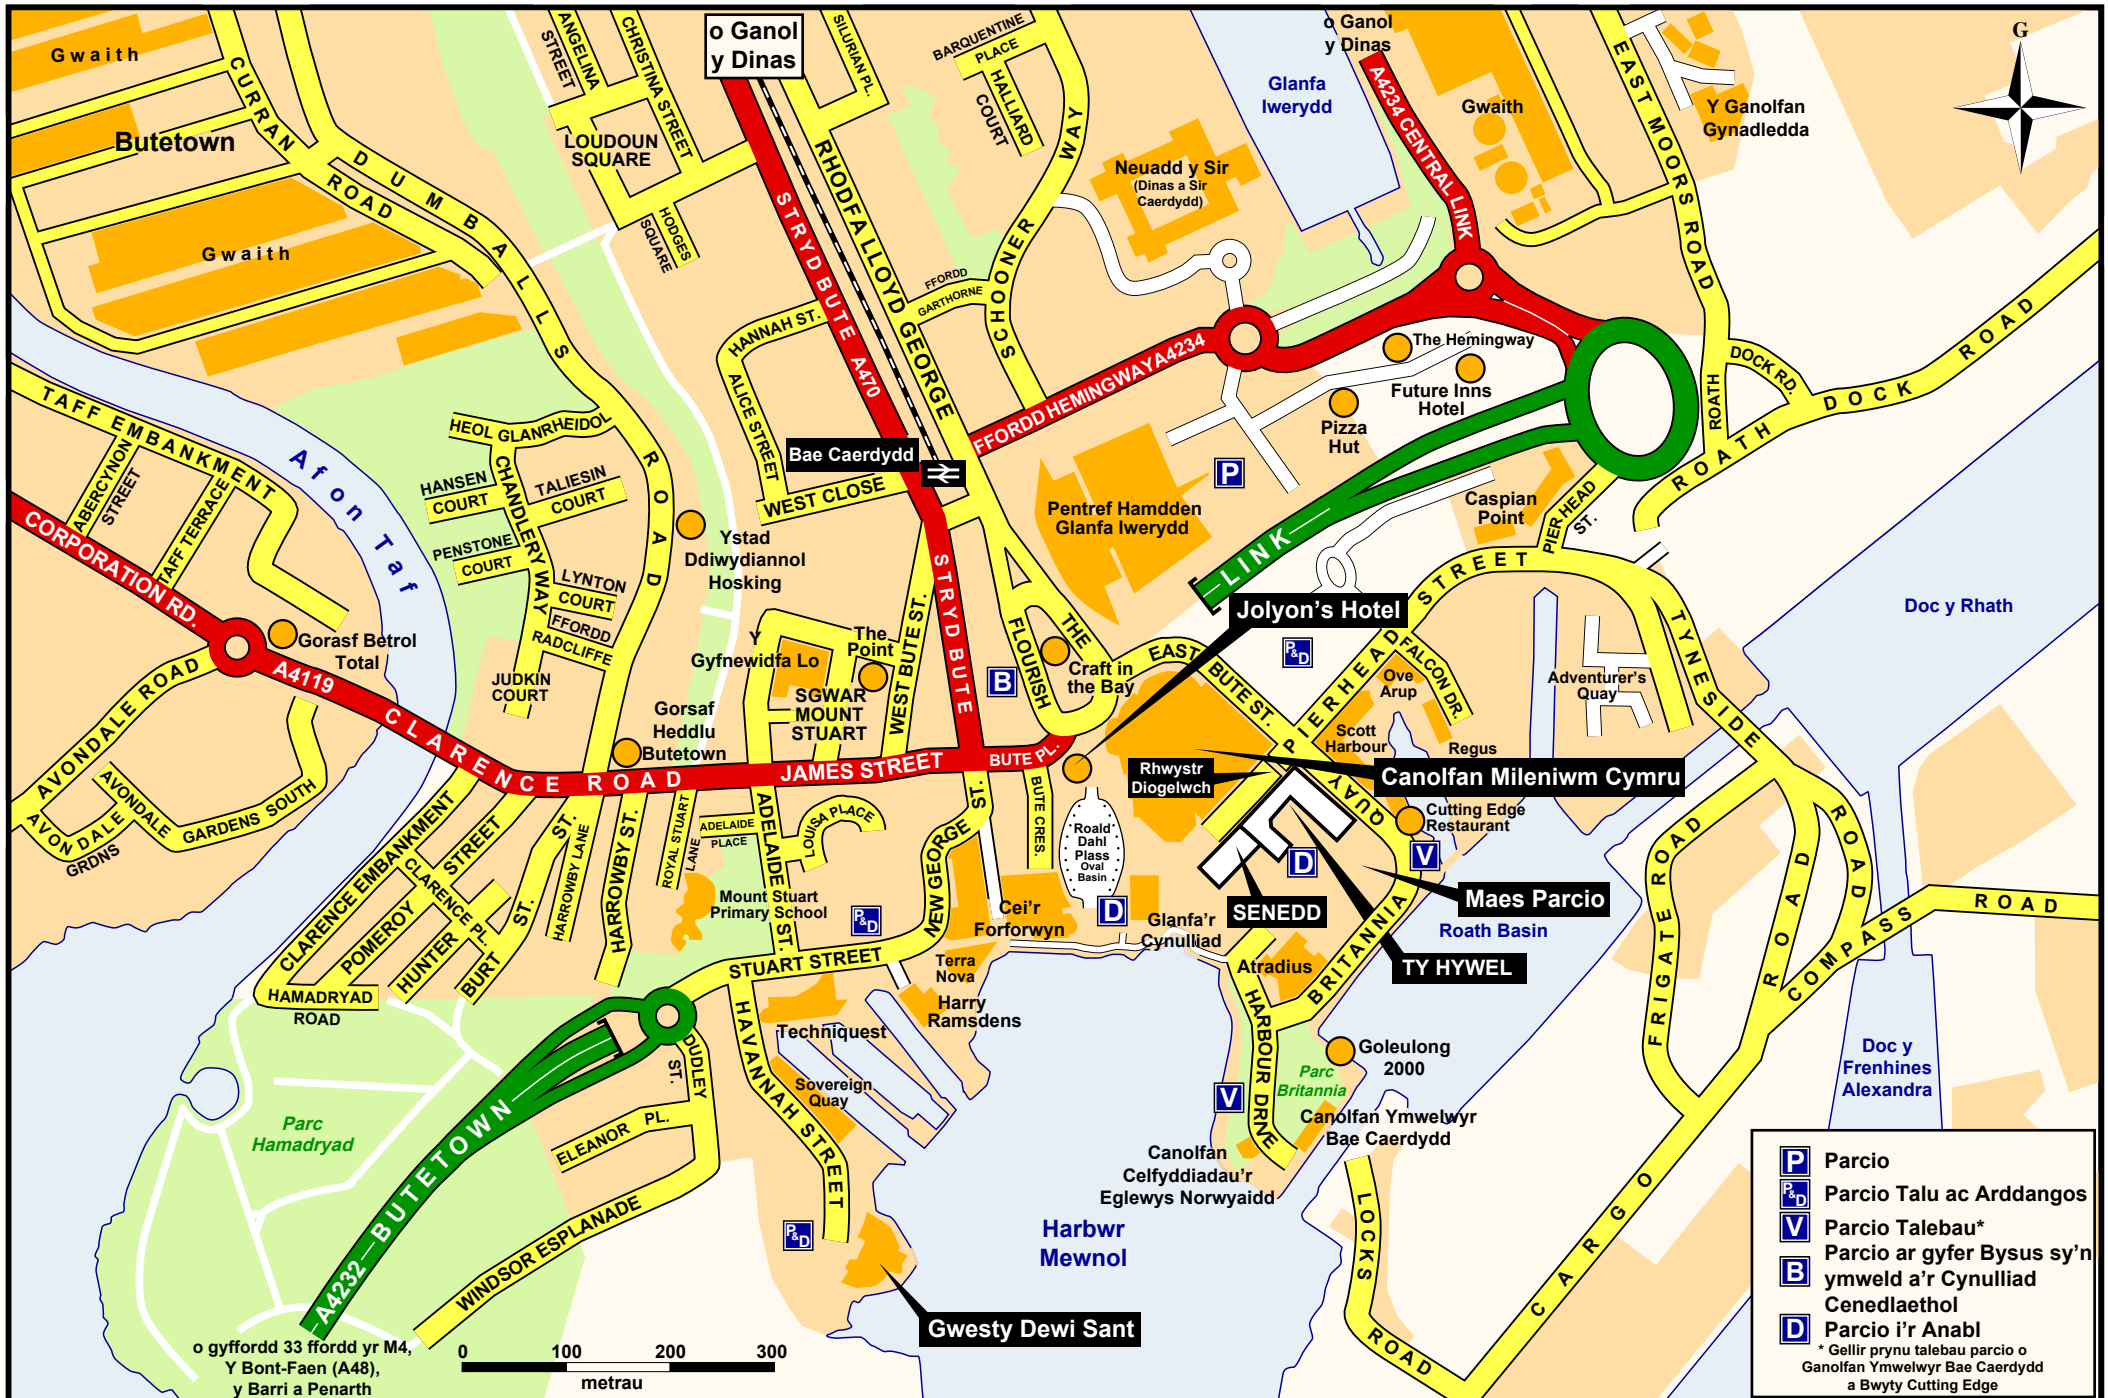 o Ganol
y Dinas
o Ganol
y Dinas
G
Gwaith
Butetown
Gwaith
CURRAN
ROAD
DUMBALLS
ROAD
ANGELINA
STREET
CHRISTINA STREET
LOUDOUN
SQUARE
HODGES
SQUARE
SILURIAN PL.
BARQUENTINE
PLACE
HALLIARD
COURT
SCHOONER
WAY
RHODFA LLOYD GEORGE
STRYD BUTE A470
FFORDD
GARTHORNE
Neuadd y Sir
(Dinas a Sir
Caerdydd)
Glanfa
Iwerydd
A4234 CENTRAL LINK
Gwaith
EAST MOORS ROAD
Y Ganolfan
Gynadledda
HANNAH ST.
ALICE STREET
WEST CLOSE
Bae Caerdydd
FFORDD HEMINGWAY A4234
The Hemingway
Future Inns
Hotel
Pizza
Hut
DOCK RD.
ROATH
ROATH DOCK ROAD
TAFF EMBANKMENT
ABERCYNON
STREET
TAFF TERRACE
Afon Taf
CORPORATION RD.
HEOL GLANRHEIDOL
HANSEN
COURT
CHANDLERY WAY
TALIESIN
COURT
PENSTONE
COURT
LYNTON
COURT
FFORDD
RADCLIFFE
JUDKIN
COURT
Ystad
Ddiwydiannol
Hosking
Pentref Hamdden
Glanfa Iwerydd
P
LINK
Caspian
Point
PIER HEAD
ST.
Doc y Rhath
Gorasf Betrol
Total
A4119
CLARENCE ROAD
AVONDALE ROAD
AVONDALE
GARDENS SOUTH
AVON DALE
GRDNS
Y
Gyfnewidfa Lo
The
Point
SGWAR
MOUNT
STUART
WEST BUTE ST.
STRYD BUTE
B
THE
FLOURISH
Craft in
the Bay
Jolyon's Hotel
P&D
EAST
BUTE ST.
PIERHEAD
STREET
FALCON DR.
Ove
Arup
Scott
Harbour
Regus
Adventurer's
Quay
TYNESIDE
ROAD
Gorsaf
Heddlu
Butetown
JAMES STREET
BUTE PL.
BUTE CRES.
Rhwystr
Diogelwch
Canolfan Mileniwm Cymru
QUAY
Cutting Edge
Restaurant
V
CLARENCE EMBANKMENT
POMEROY
STREET
CLARENCE PL.
HUNTER
ST.
BURT
ST.
HARROWBY LANE
HARROWBY ST.
HAMADRYAD
ROAD
ROYAL STUART
LANE
ADELAIDE
PLACE
ADELAIDE ST.
LOUISA PLACE
Mount Stuart
Primary School
P&D
STUART STREET
NEW GEORGE
ST.
Roald
Dahl
Plass
Oval
Basin
Cei'r
Forforwyn
D
Glanfa'r
Cynulliad
SENEDD
D
Maes Parcio
TY HYWEL
BRITANNIA
Roath Basin
FRIGATE ROAD
ROAD
COMPASS ROAD
Terra
Nova
Harry
Ramsdens
Techniquest
Atradius
HARBOUR DRIVE
Goleulong
2000
Parc
Britannia
V
Canolfan Ymwelwyr
Bae Caerdydd
Canolfan
Celfyddiadau'r
Eglewys Norwyaidd
Doc y
Frenhines
Alexandra
Parc
Hamadryad
A4232 BUTETOWN
DUDLEY
ST.
ELEANOR PL.
WINDSOR ESPLANADE
HAVANNAH STREET
Sovereign
Quay
P&D
Harbwr
Mewnol
Gwesty Dewi Sant
LOCKS
ROAD
CARGO
o gyffordd 33 ffordd yr M4,
Y Bont-Faen (A48),
y Barri a Penarth
0 100 200 300
metrau
P Parcio
P&D Parcio Talu ac Arddangos
V Parcio Talebau*
B Parcio ar gyfer Bysus sy'n
ymweld a'r Cynulliad
Cenedlaethol
D Parcio i'r Anabl
* Gellir prynu talebau parcio o
Ganolfan Ymwelwyr Bae Caerdydd
a Bwyty Cutting Edge